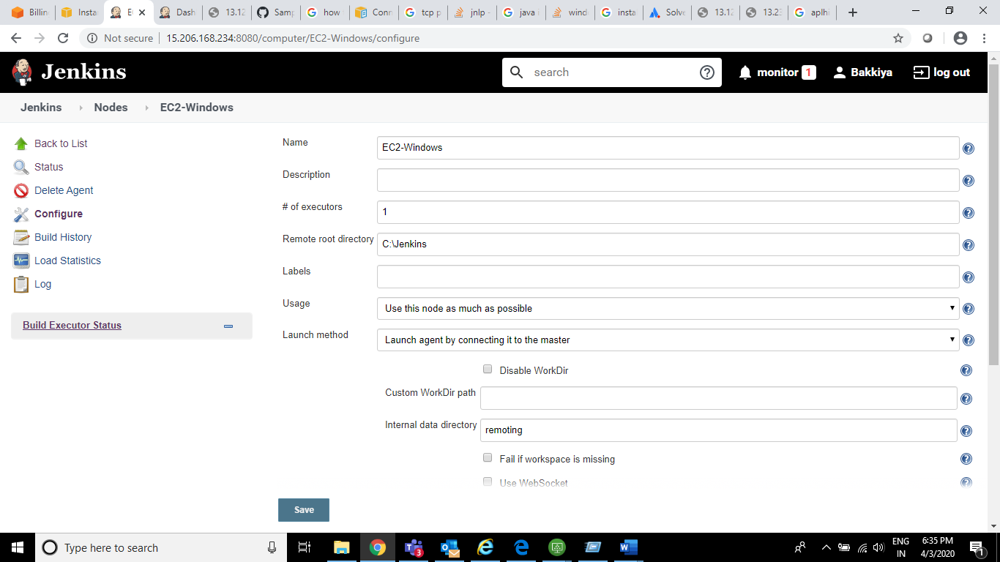 Billin
Insta
E
Dash
13.12
Samp
how
Conn
tcp p
jnlp -
java i
wind
insta
Solve
13.12
13.23
aplhi
Not secure
15.206.168.234:8080/computer/EC2-Windows/configure
Jenkins
search
monitor 1
Bakkiya
log out
Jenkins
Nodes
EC2-Windows
Back to List
Status
Delete Agent
Configure
Build History
Load Statistics
Log
Build Executor Status
Name
EC2-Windows
Description
# of executors
1
Remote root directory
C:\Jenkins
Labels
Usage
Use this node as much as possible
Launch method
Launch agent by connecting it to the master
Disable WorkDir
Custom WorkDir path
Internal data directory
remoting
Fail if workspace is missing
Use WebSocket
Save
Type here to search
3
ENG
IN
6:35 PM
4/3/2020
1